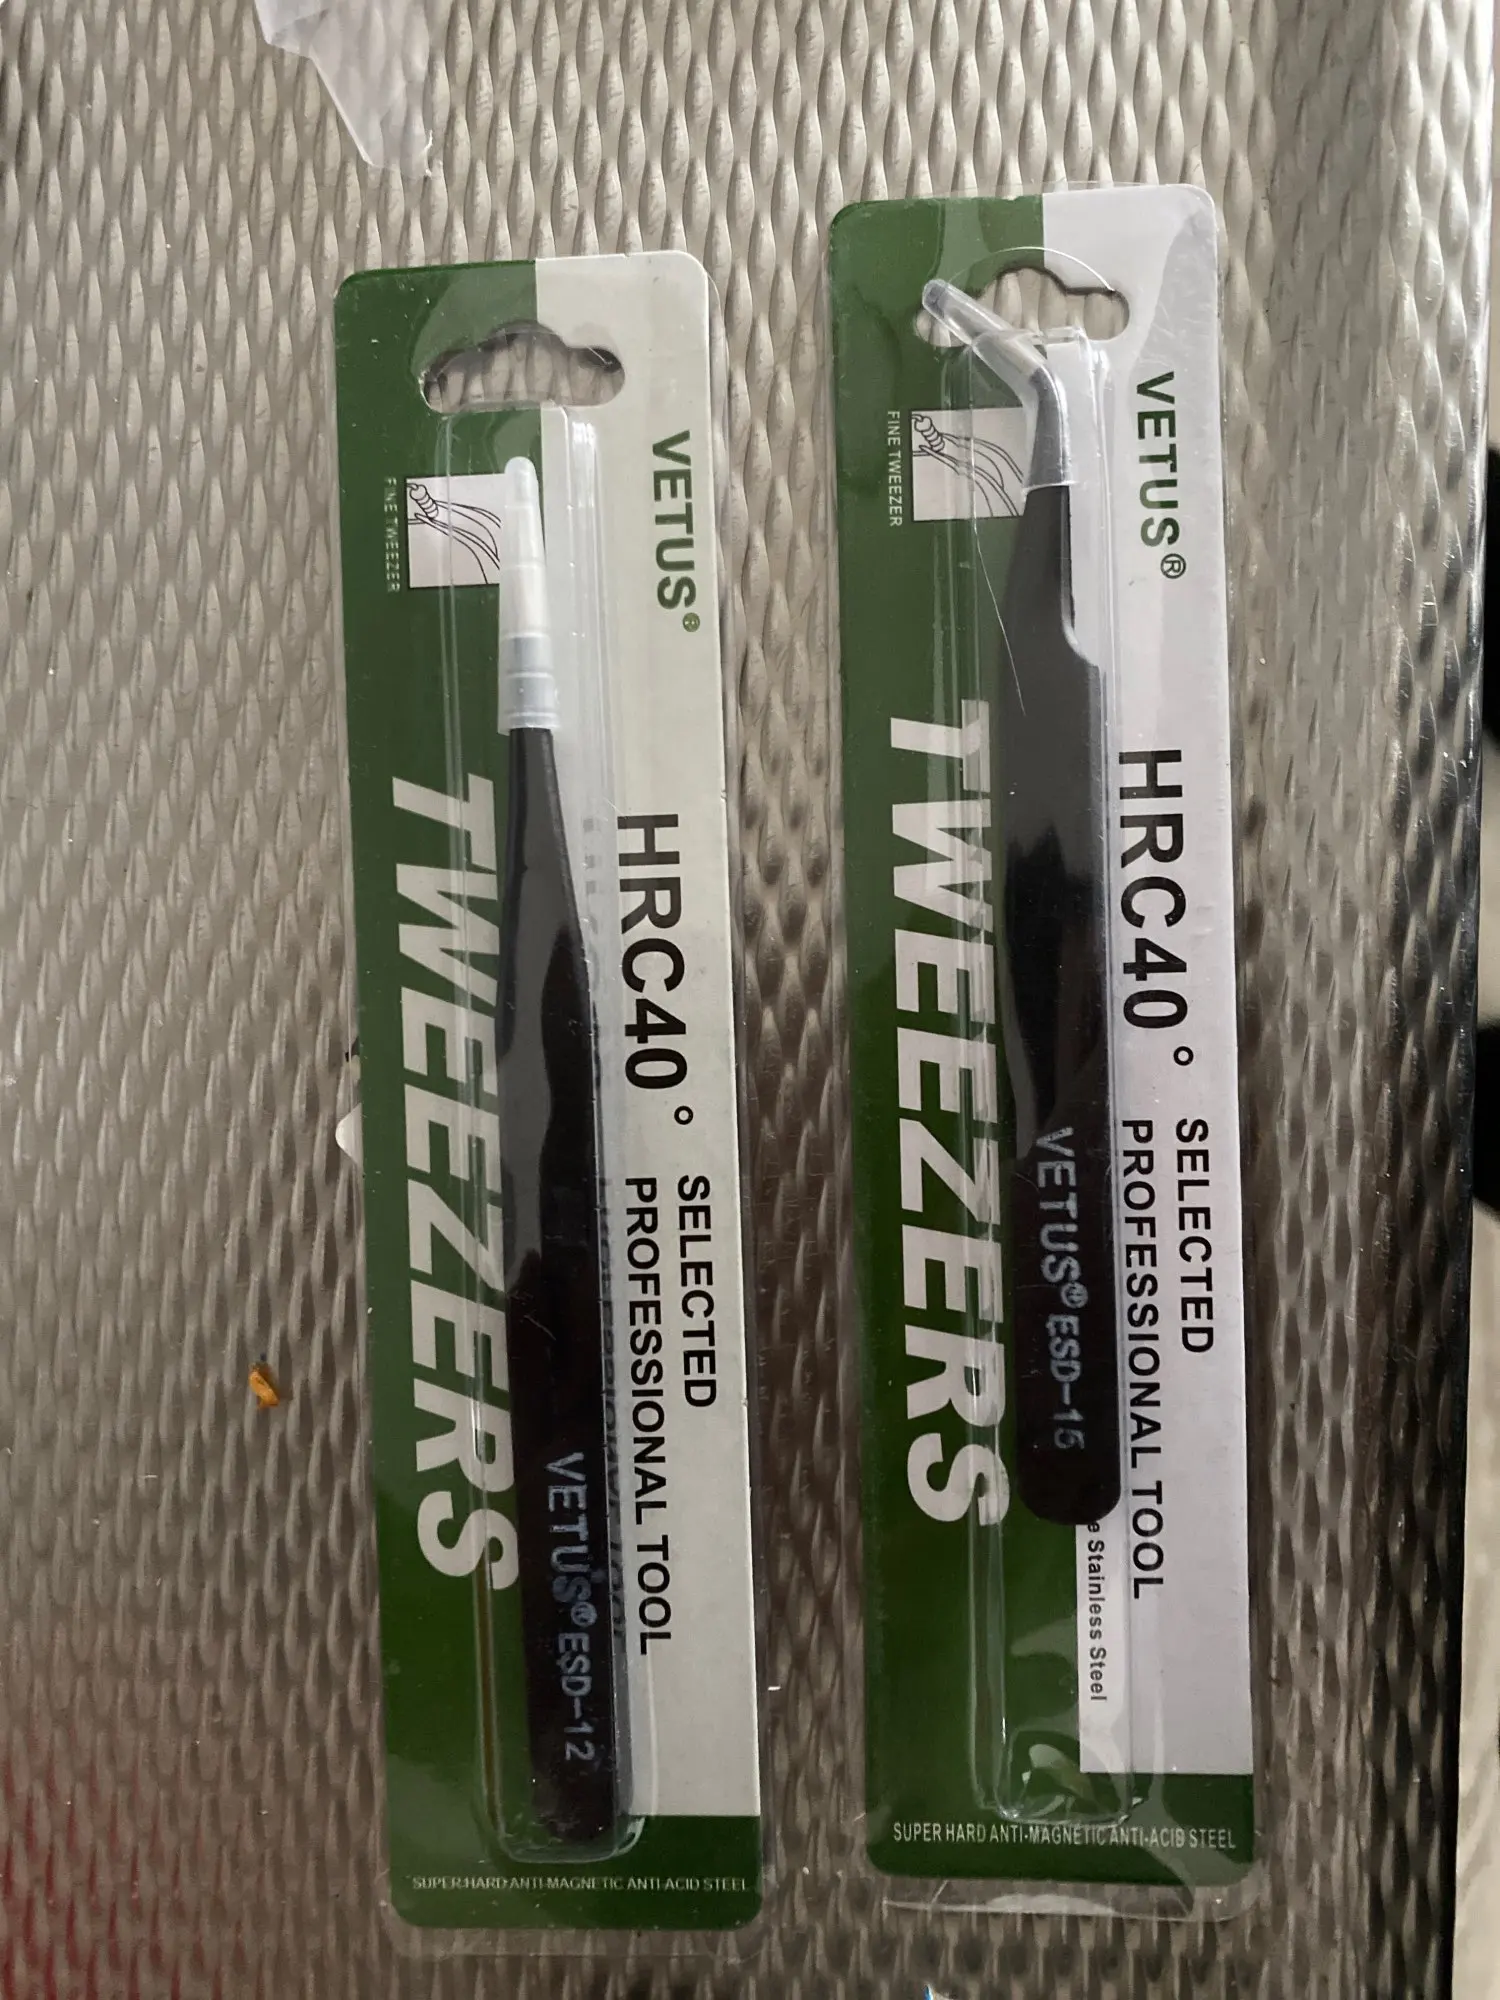 VETUS®
FINE TWEEZER
HRC40°
SELECTED
PROFESSIONAL TOOL
TWEEZERS
VETUS® ESD-12
SUPER HARD ANTI-MAGNETIC ANTI-ACID STEEL
VETUS®
FINE TWEEZER
HRC40°
SELECTED
PROFESSIONAL TOOL
TWEEZERS
VETUS® ESD-15
Stainless Steel
SUPER HARD ANTI-MAGNETIC ANTI-ACID STEEL